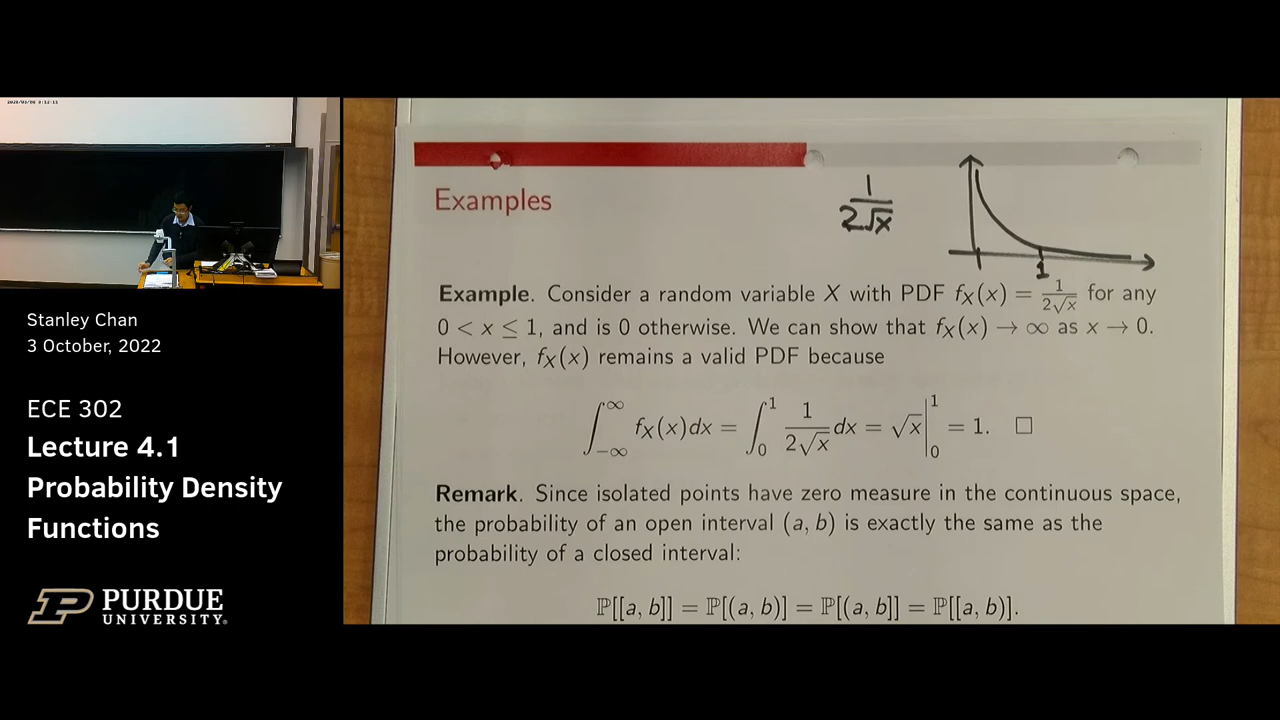 Stanley Chan
3 October, 2022
ECE 302
Lecture 4.1
Probability Density
Functions
PURDUE
UNIVERSITY
Examples
1
2√x
1
Example. Consider a random variable X with PDF f_X(x) = 1/(2√x) for any
0 < x ≤ 1, and is 0 otherwise. We can show that f_X(x) → ∞ as x → 0.
However, f_X(x) remains a valid PDF because
∫_{-∞}^{∞} f_X(x)dx = ∫_0^1 1/(2√x) dx = √x|_0^1 = 1. □
Remark. Since isolated points have zero measure in the continuous space,
the probability of an open interval (a, b) is exactly the same as the
probability of a closed interval:
ℙ[[a, b]] = ℙ[(a, b)] = ℙ[(a, b]] = ℙ[[a, b)].